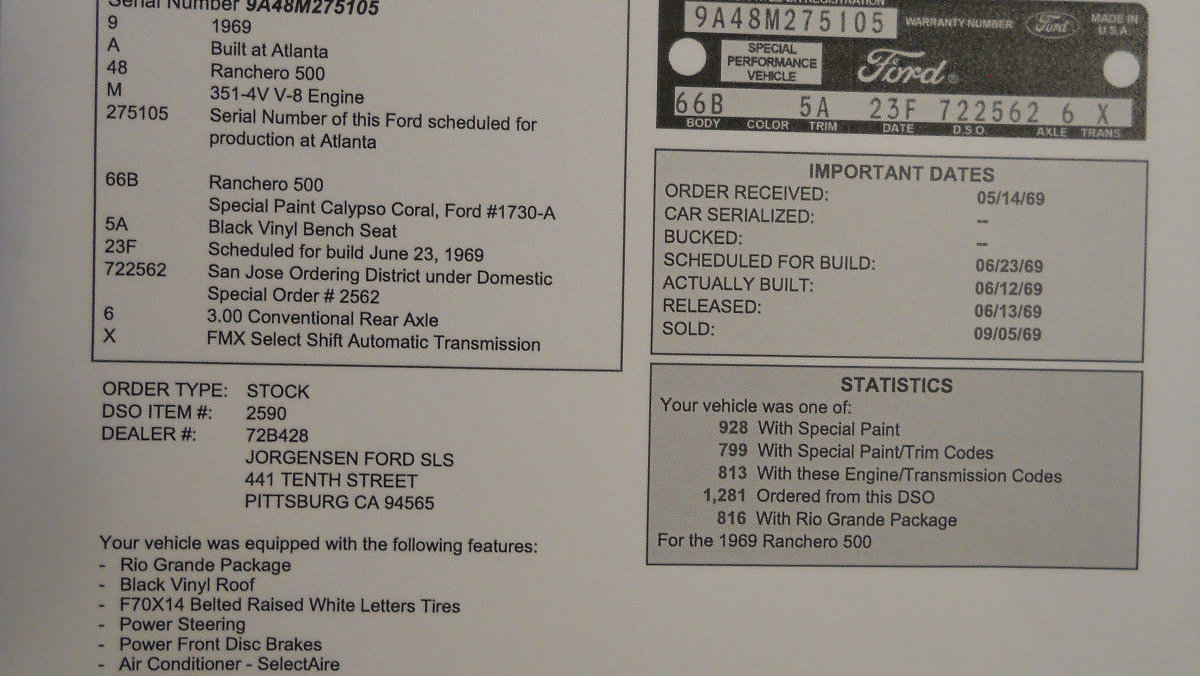 Serial Number 9A48M275105
9 1969
A Built at Atlanta
48 Ranchero 500
M 351-4V V-8 Engine
275105 Serial Number of this Ford scheduled for
production at Atlanta
66B Ranchero 500
Special Paint Calypso Coral, Ford #1730-A
5A Black Vinyl Bench Seat
23F Scheduled for build June 23, 1969
722562 San Jose Ordering District under Domestic
Special Order # 2562
6 3.00 Conventional Rear Axle
X FMX Select Shift Automatic Transmission
ORDER TYPE: STOCK
DSO ITEM #: 2590
DEALER #: 72B428
JORGENSEN FORD SLS
441 TENTH STREET
PITTSBURG CA 94565
Your vehicle was equipped with the following features:
- Rio Grande Package
- Black Vinyl Roof
- F70X14 Belted Raised White Letters Tires
- Power Steering
- Power Front Disc Brakes
- Air Conditioner - SelectAire
OR REGISTRATION
9A48M275105 WARRANTY NUMBER Ford MADE IN
U.S.A
SPECIAL
PERFORMANCE
VEHICLE
Ford®
66B 5A 23F 722562 6 X
BODY COLOR TRIM DATE D.S.O. AXLE TRANS.
IMPORTANT DATES
ORDER RECEIVED: 05/14/69
CAR SERIALIZED: --
BUCKED: --
SCHEDULED FOR BUILD: 06/23/69
ACTUALLY BUILT: 06/12/69
RELEASED: 06/13/69
SOLD: 09/05/69
STATISTICS
Your vehicle was one of:
928 With Special Paint
799 With Special Paint/Trim Codes
813 With these Engine/Transmission Codes
1,281 Ordered from this DSO
816 With Rio Grande Package
For the 1969 Ranchero 500